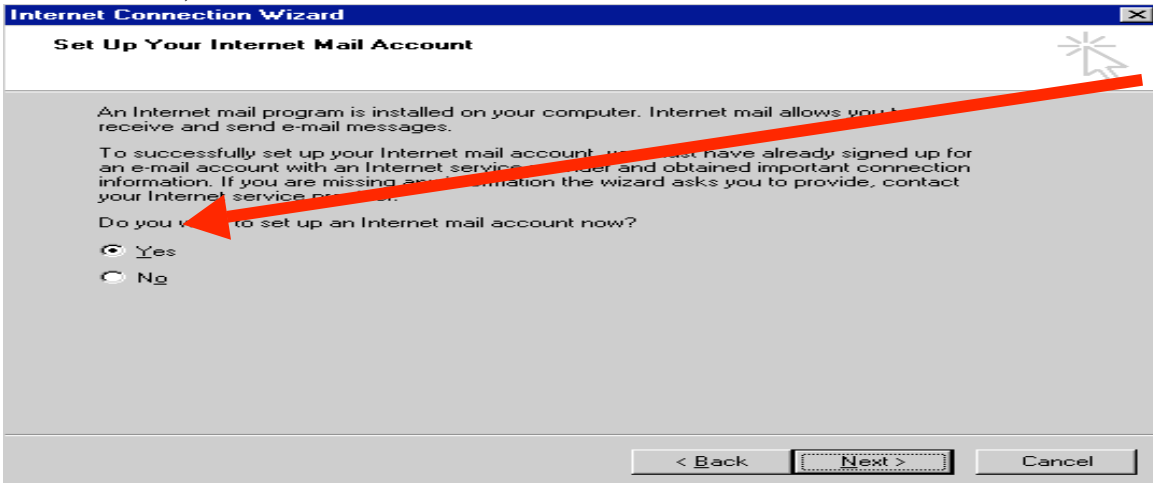 Internet Connection Wizard
Set Up Your Internet Mail Account
An Internet mail program is installed on your computer. Internet mail allows you
receive and send e-mail messages.
To successfully set up your Internet mail account, must have already signed up for
an e-mail account with an Internet service and obtained important connection
information. If you are missing any information the wizard asks you to provide, contact
your Internet service
Do you to set up an Internet mail account now?
Yes
No
< Back Next > Cancel